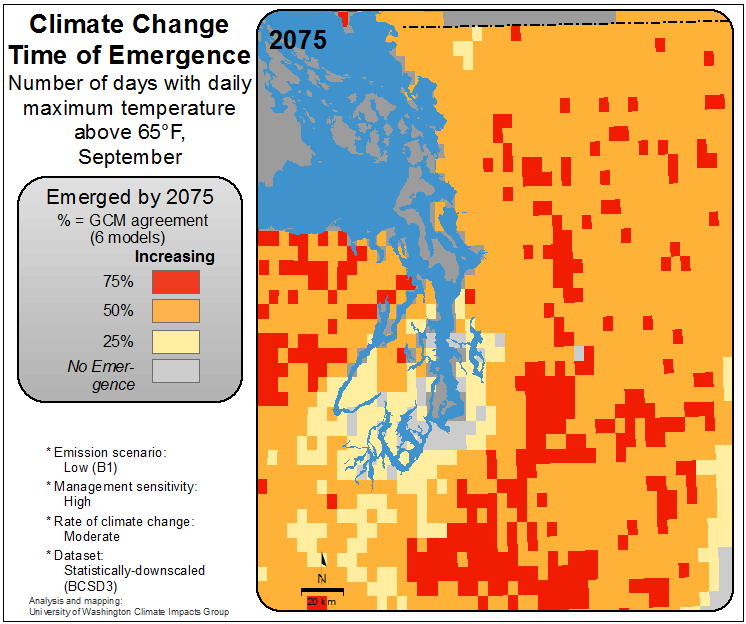 Climate Change
Time of Emergence
Number of days with daily
maximum temperature
above 65°F,
September
2075
Emerged by 2075
% = GCM agreement
(6 models)
Increasing
75%
50%
25%
No Emer-
gence
* Emission scenario:
Low (B1)
* Management sensitivity:
High
* Rate of climate change:
Moderate
* Dataset:
Statistically-downscaled
(BCSD3)
Analysis and mapping:
University of Washington Climate Impacts Group
N
20 km